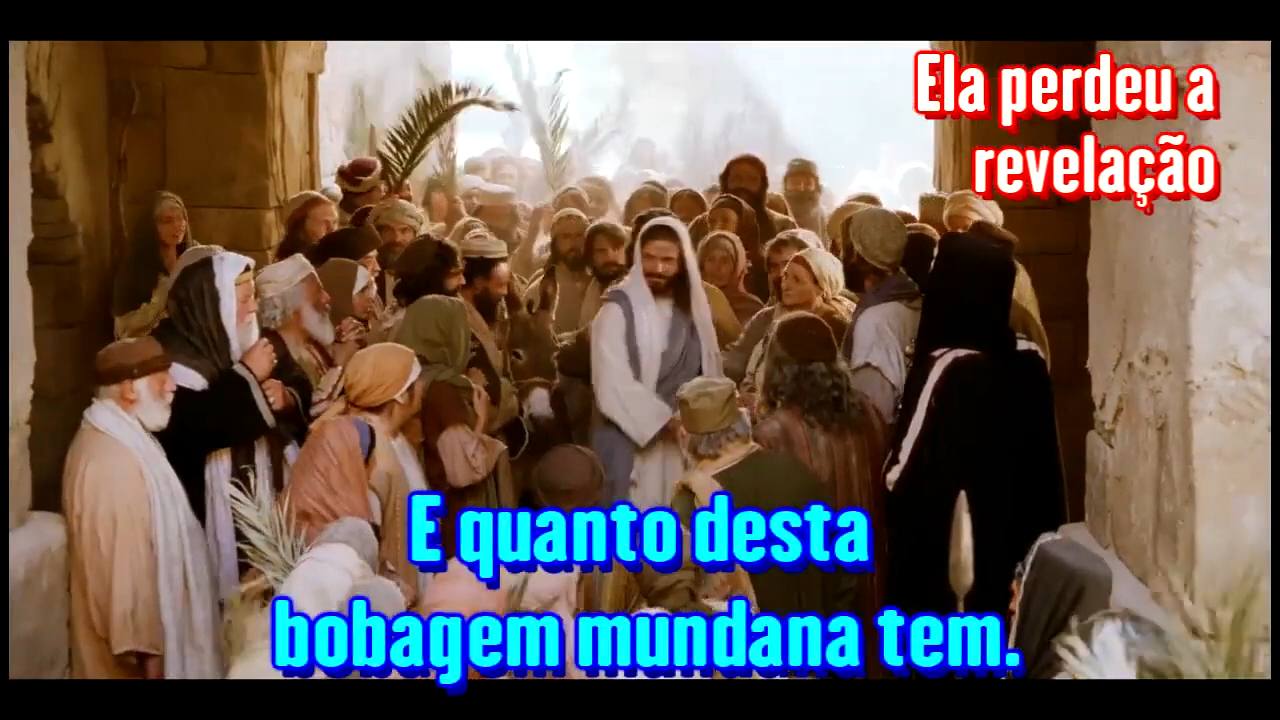 Ela perdeu a
revelação
E quanto desta
bobagem mundana tem.